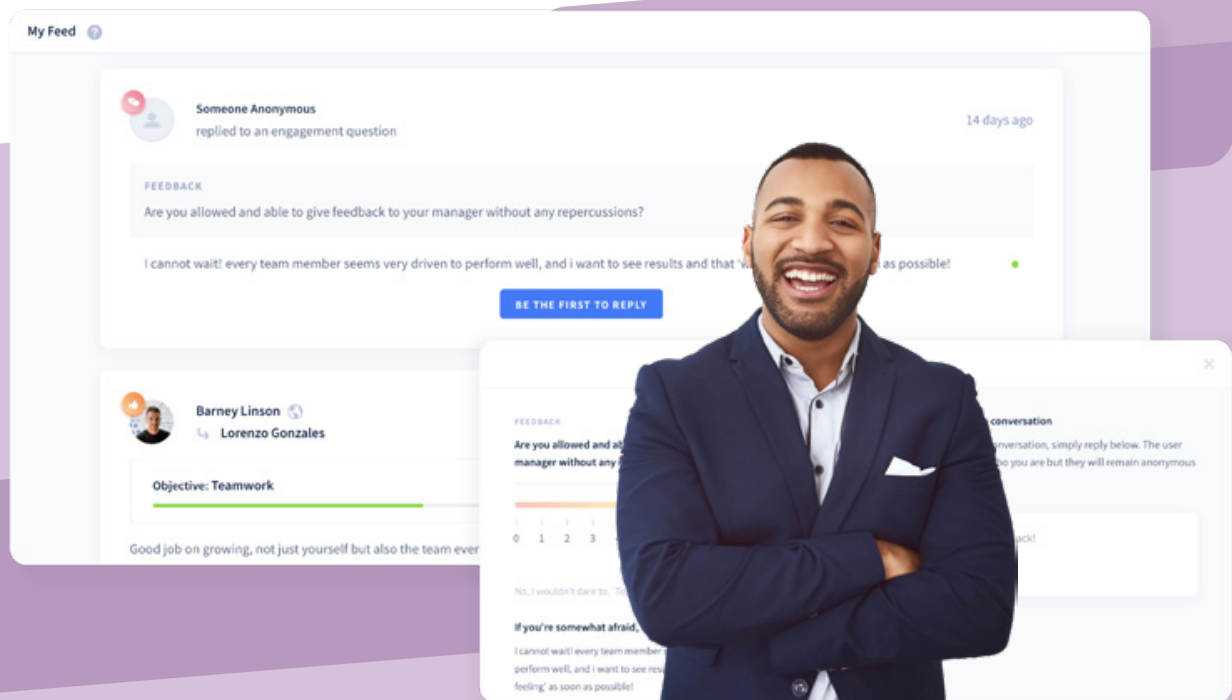 My Feed
?
Someone Anonymous
replied to an engagement question
14 days ago
FEEDBACK
Are you allowed and able to give feedback to your manager without any repercussions?
I cannot wait! every team member seems very driven to perform well, and i want to see results and that as possible!
BE THE FIRST TO REPLY
Barney Linson
Lorenzo Gonzales
Objective: Teamwork
Good job on growing, not just yourself but also the team
FEEDBACK
Are you allowed and
manager without any
0 1 2 3
No, I wouldn't dare to.
If you're somewhat afraid,
I cannot wait! every team member
perform well, and i want to see
feeling' as soon as possible!
conversation
conversation, simply reply below. The user
you are but they will remain anonymous